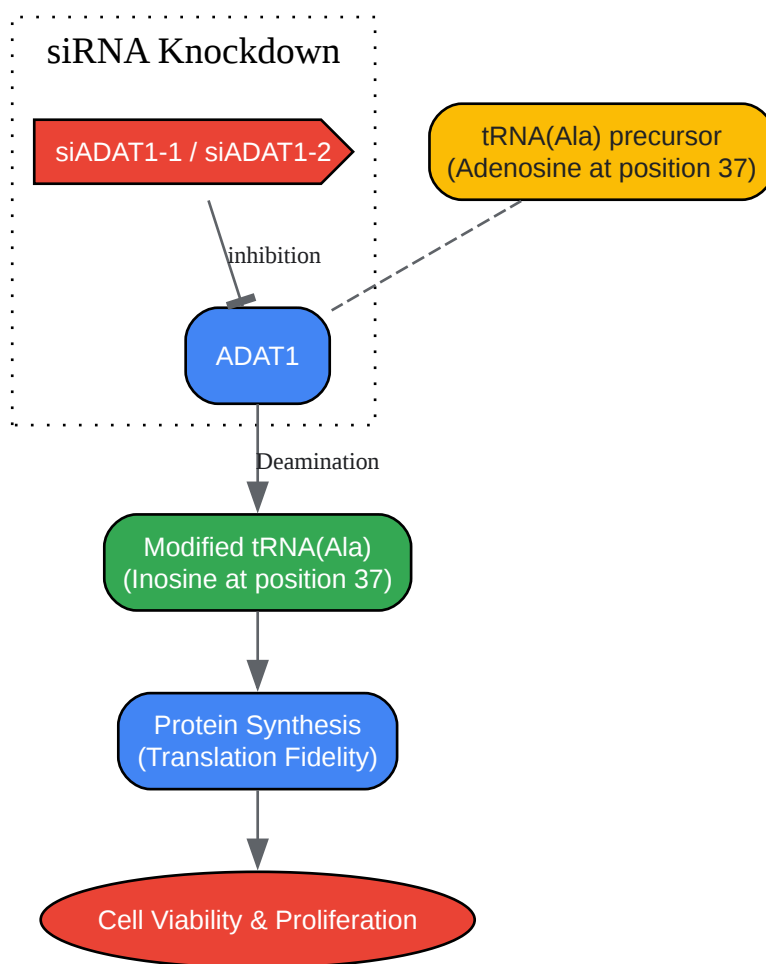 siRNA Knockdown
siADAT1-1 / siADAT1-2
tRNA(Ala) precursor
(Adenosine at position 37)
inhibition
ADAT1
Deamination
Modified tRNA(Ala)
(Inosine at position 37)
Protein Synthesis
(Translation Fidelity)
Cell Viability & Proliferation